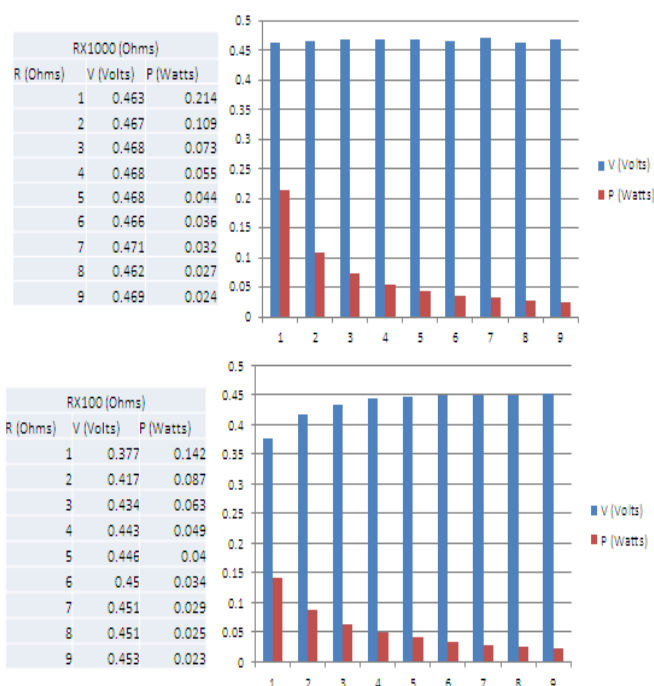 RX1000 (Ohms)
R (Ohms) V (Volts) P (Watts)
1 0.463 0.214
2 0.467 0.109
3 0.468 0.073
4 0.468 0.055
5 0.468 0.044
6 0.466 0.036
7 0.471 0.032
8 0.462 0.027
9 0.469 0.024
0.5
0.45
0.4
0.35
0.3
0.25
0.2
0.15
0.1
0.05
0
1 2 3 4 5 6 7 8 9
V (Volts)
P (Watts)
RX100 (Ohms)
R (Ohms) V (Volts) P (Watts)
1 0.377 0.142
2 0.417 0.087
3 0.434 0.063
4 0.443 0.049
5 0.446 0.04
6 0.45 0.034
7 0.451 0.029
8 0.451 0.025
9 0.453 0.023
0.5
0.45
0.4
0.35
0.3
0.25
0.2
0.15
0.1
0.05
0
1 2 3 4 5 6 7 8 9
V (Volts)
P (Watts)